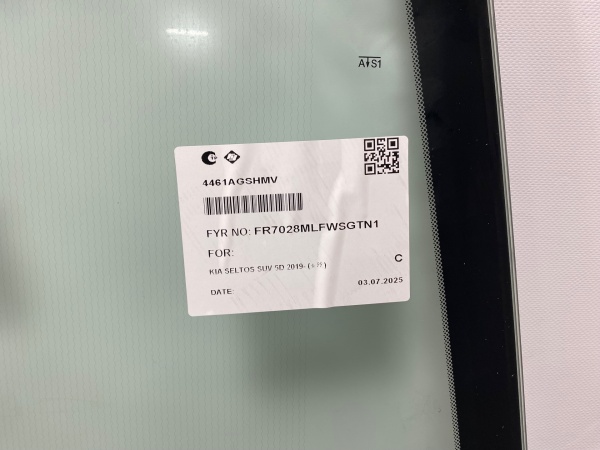 A↓S1
4461AGSHMV
FYR NO: FR7028MLFWSGTN1
FOR:
KIA SELTOS SUV 5D 2019-
C
DATE:
03.07.2025